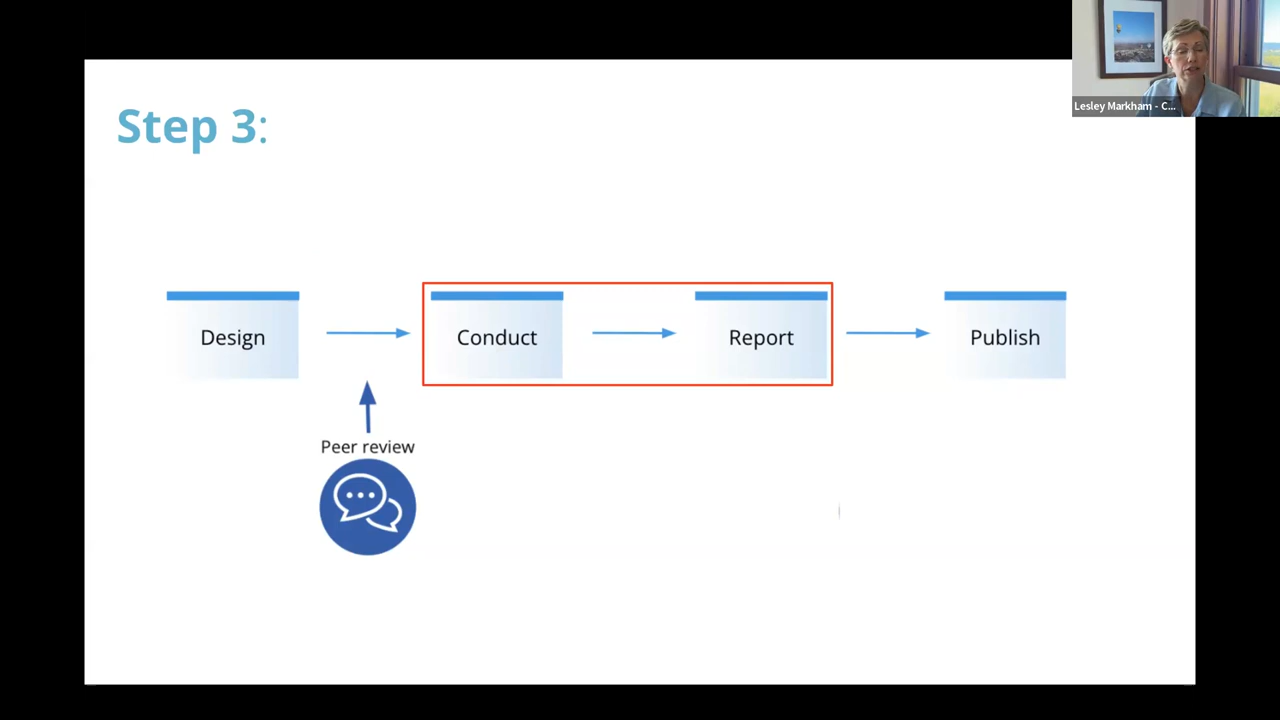 Lesley Markham - C...
Step 3:
Design
Conduct
Report
Publish
Peer review